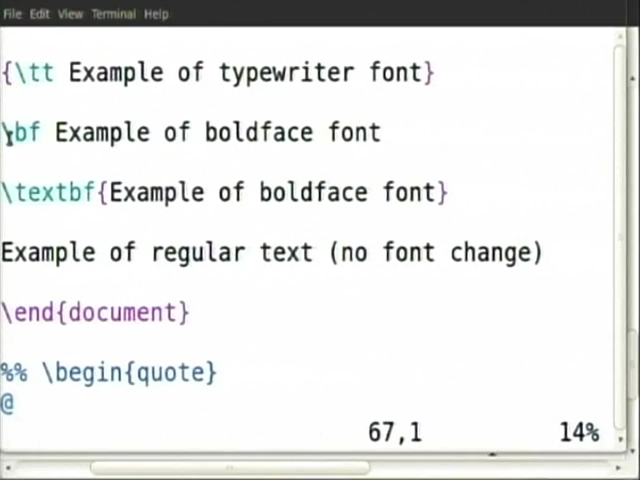 File Edit View Terminal Help
{\tt Example of typewriter font}
\bf Example of boldface font
\textbf{Example of boldface font}
Example of regular text (no font change)
\end{document}
%% \begin{quote}
@
67,1 14%